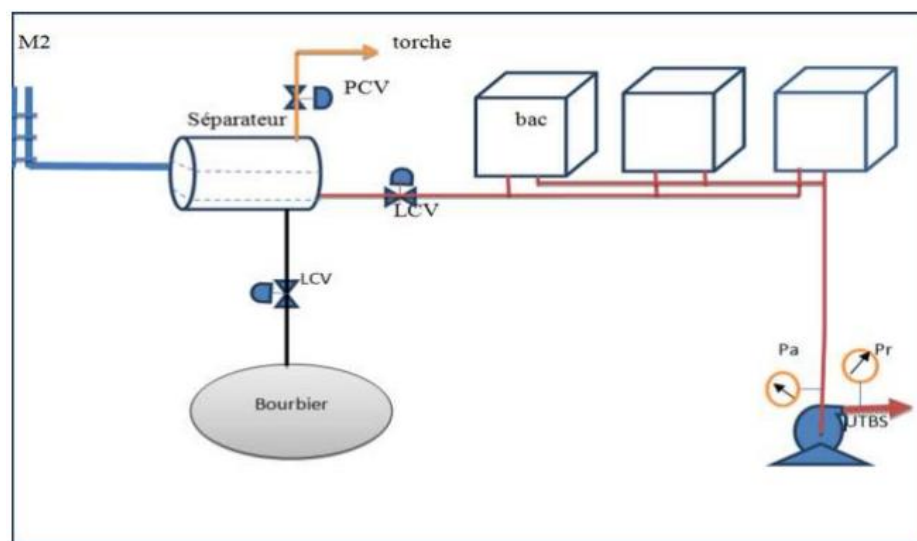 M2
torche
PCV
Séparateur
bac
LCV
LCV
Bourbier
Pa
Pr
UTBS